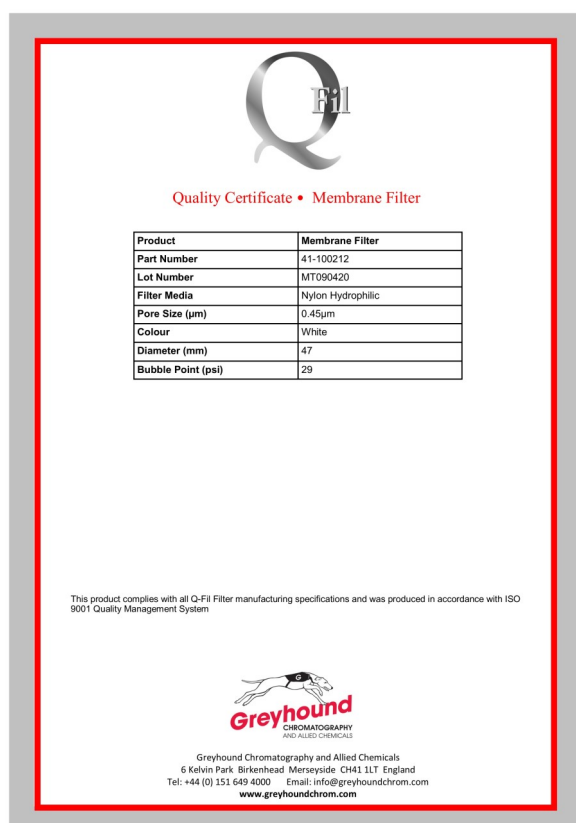 Q Fil
Quality Certificate • Membrane Filter
Product Membrane Filter
Part Number 41-100212
Lot Number MT090420
Filter Media Nylon Hydrophilic
Pore Size (µm) 0.45µm
Colour White
Diameter (mm) 47
Bubble Point (psi) 29
This product complies with all Q-Fil Filter manufacturing specifications and was produced in accordance with ISO
9001 Quality Management System
G
Greyhound
CHROMATOGRAPHY
AND ALLIED CHEMICALS
Greyhound Chromatography and Allied Chemicals
6 Kelvin Park Birkenhead Merseyside CH41 1LT England
Tel: +44 (0) 151 649 4000 Email: info@greyhoundchrom.com
www.greyhoundchrom.com